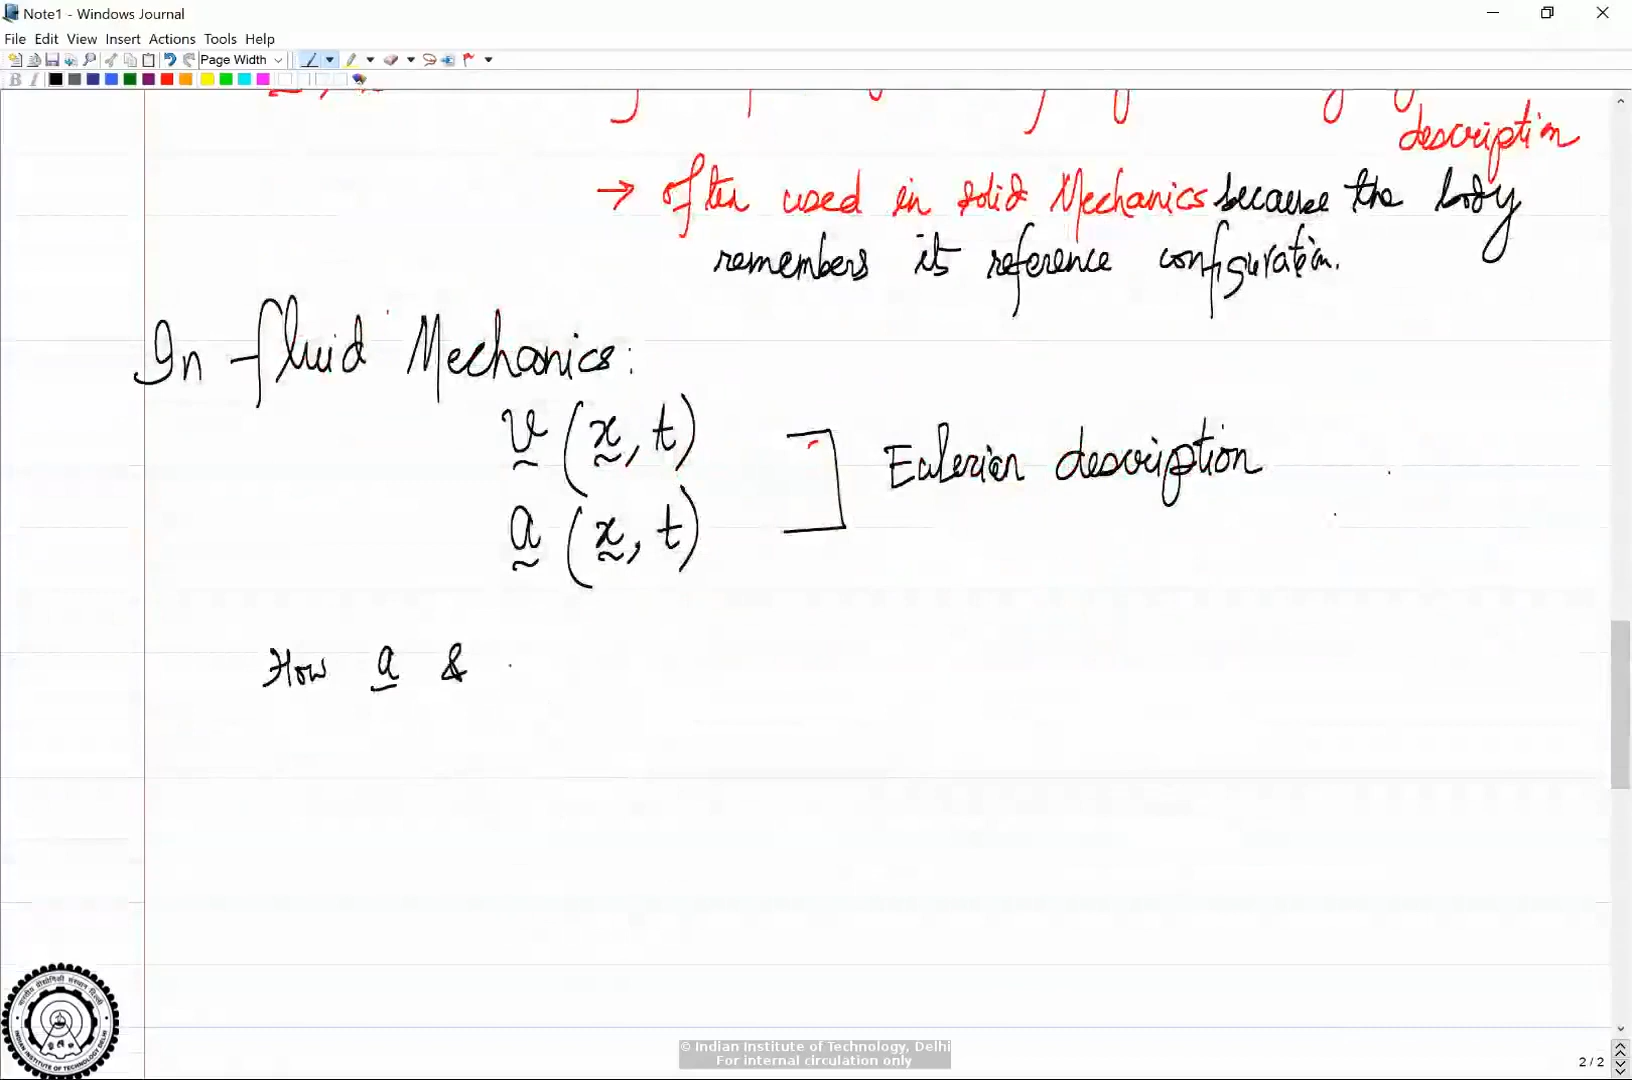 Note1 - Windows Journal
File Edit View Insert Actions Tools Help
Page Width
B I
description
→ Often used in solid Mechanics because the body
remembers its reference configuration.
In fluid Mechanics:
v (x, t)
a (x, t)
Eulerian description
How a &
© Indian Institute of Technology, Delhi
For internal circulation only
2 / 2